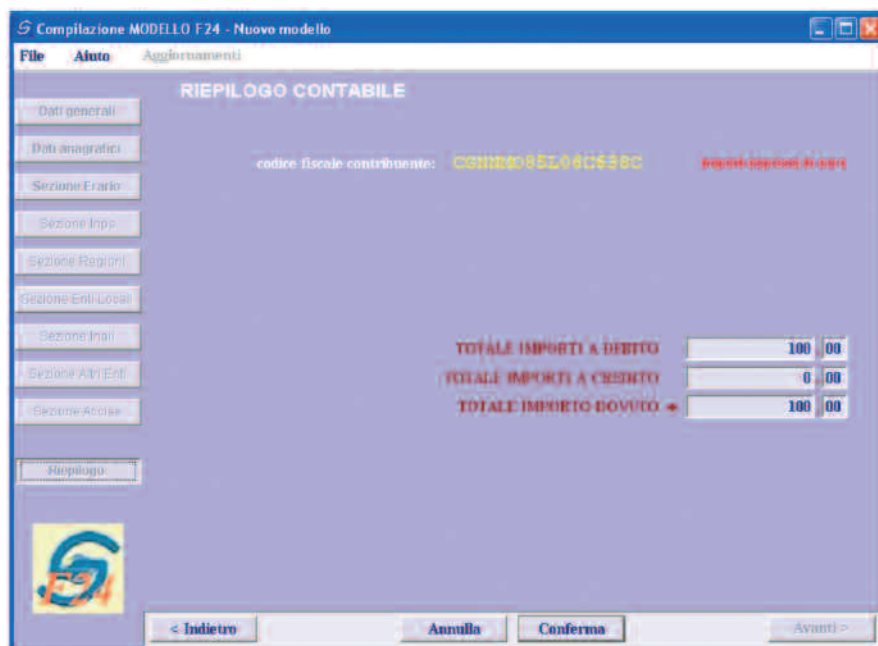 Compilazione MODELLO F24 - Nuovo modello
File Aiuto Aggiornamenti
RIEPILOGO CONTABILE
Dati generali
Dati anagrafici
codice fiscale contribuente:
Sezione Erario
Sezione Inps
Sezione Regioni
Sezione Enti Locali
Sezione Inail
TOTALE IMPORTI A DEBITO 100 , 00
Sezione Altri Enti
TOTALE IMPORTI A CREDITO 0 , 00
Sezione Accise
TOTALE IMPORTO DOVUTO + 100 , 00
Riepilogo
F24
< Indietro Annulla Conferma Avanti >